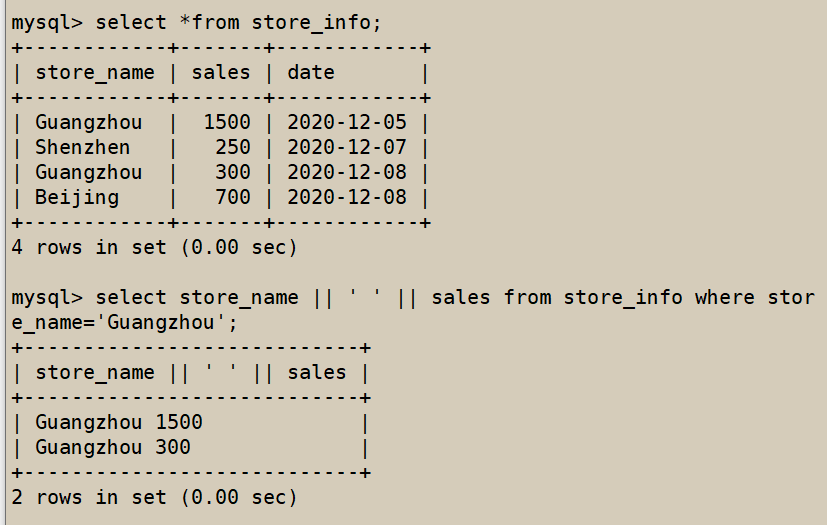 mysql> select *from store_info;
+------------+-------+------------+
| store_name | sales | date       |
+------------+-------+------------+
| Guangzhou  |  1500 | 2020-12-05 |
| Shenzhen   |   250 | 2020-12-07 |
| Guangzhou  |   300 | 2020-12-08 |
| Beijing    |   700 | 2020-12-08 |
+------------+-------+------------+
4 rows in set (0.00 sec)

mysql> select store_name || ' ' || sales from store_info where stor
e_name='Guangzhou';
+----------------------------+
| store_name || ' ' || sales |
+----------------------------+
| Guangzhou 1500             |
| Guangzhou 300              |
+----------------------------+
2 rows in set (0.00 sec)